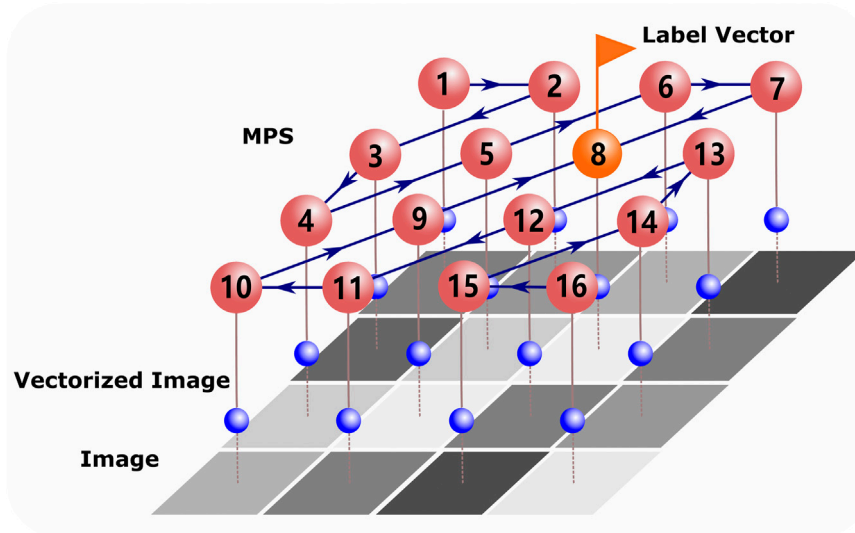 Label Vector
1 2 6 7
MPS
3 5 8 13
4 9 12 14
10 11 15 16
Vectorized Image
Image